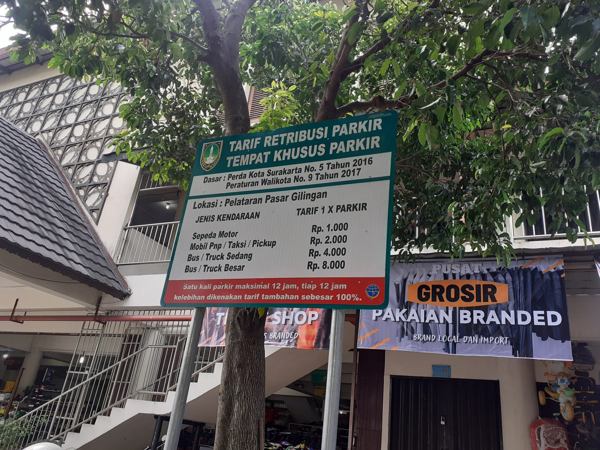 TARIF RETRIBUSI PARKIR
TEMPAT KHUSUS PARKIR
Dasar : Perda Kota Surakarta No. 5 Tahun 2016
Peraturan Walikota No. 9 Tahun 2017
Lokasi : Pelataran Pasar Gilingan
JENIS KENDARAAN TARIF 1 X PARKIR
Sepeda Motor Rp. 1.000
Mobil Pnp / Taksi / Pickup Rp. 2.000
Bus / Truck Sedang Rp. 4.000
Bus / Truck Besar Rp. 8.000
Satu kali parkir maksimal 12 jam, tiap 12 jam
kelebihan dikenakan tarif tambahan sebesar 100%.
PUSAT
GROSIR
PAKAIAN BRANDED
BRAND LOCAL DAN IMPORT
SHOP
BRANDED